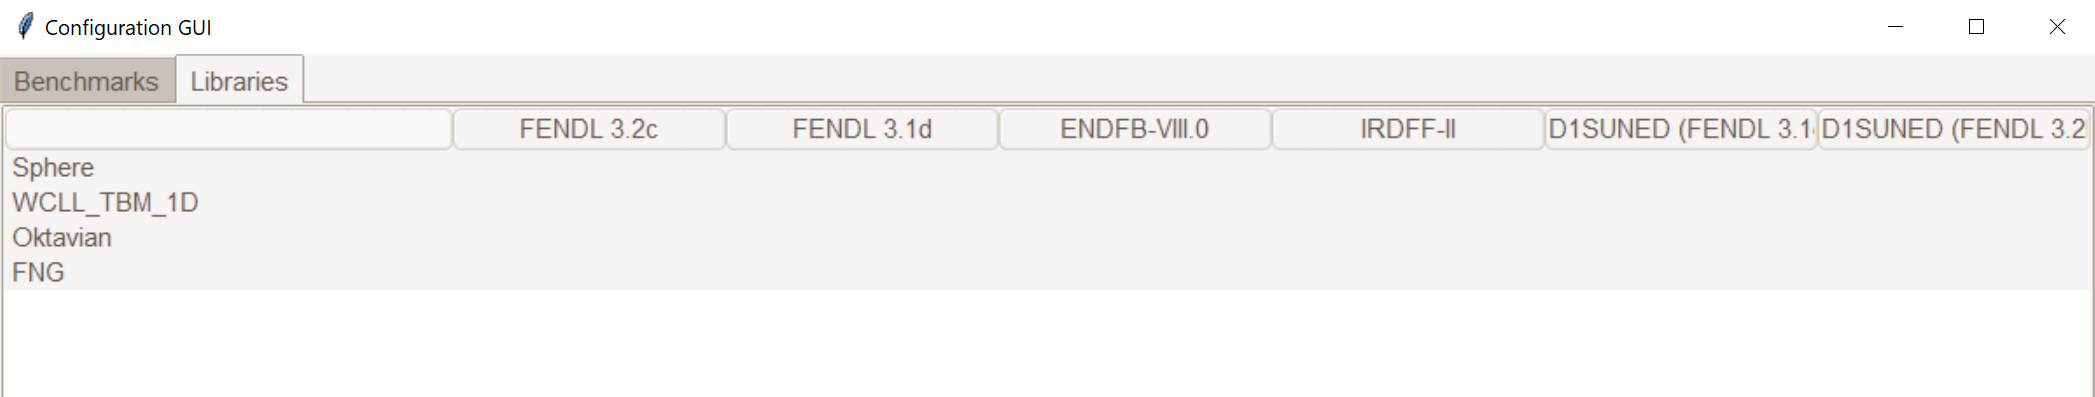 Configuration GUI
Benchmarks Libraries
FENDL 3.2c FENDL 3.1d ENDFB-VIII.0 IRDFF-II D1SUNED (FENDL 3.1 D1SUNED (FENDL 3.2
Sphere
WCLL_TBM_1D
Oktavian
FNG